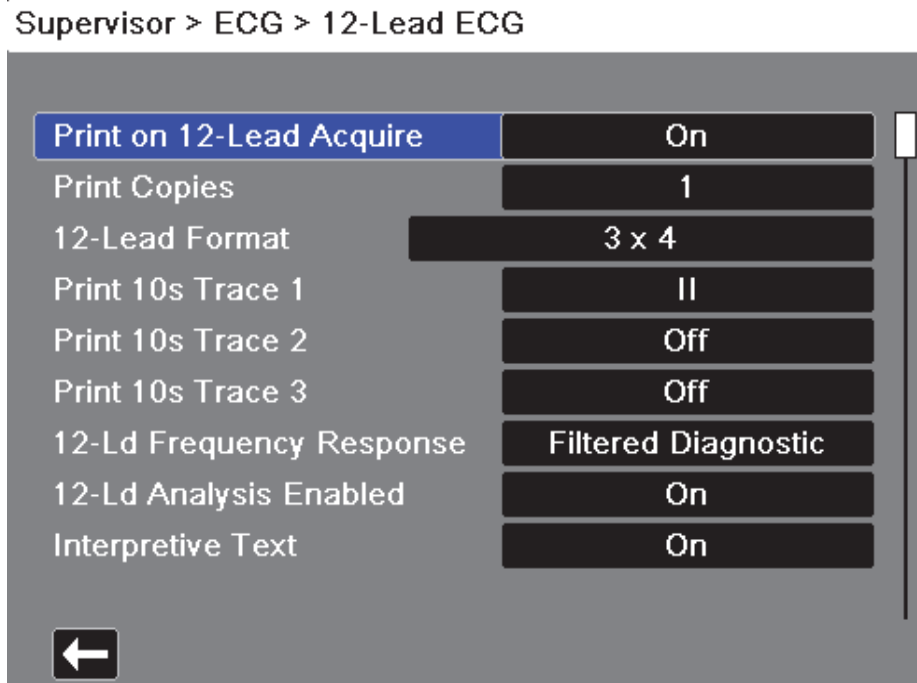 Supervisor > ECG > 12-Lead ECG
Print on 12-Lead Acquire On
Print Copies 1
12-Lead Format 3 x 4
Print 10s Trace 1 II
Print 10s Trace 2 Off
Print 10s Trace 3 Off
12-Ld Frequency Response Filtered Diagnostic
12-Ld Analysis Enabled On
Interpretive Text On